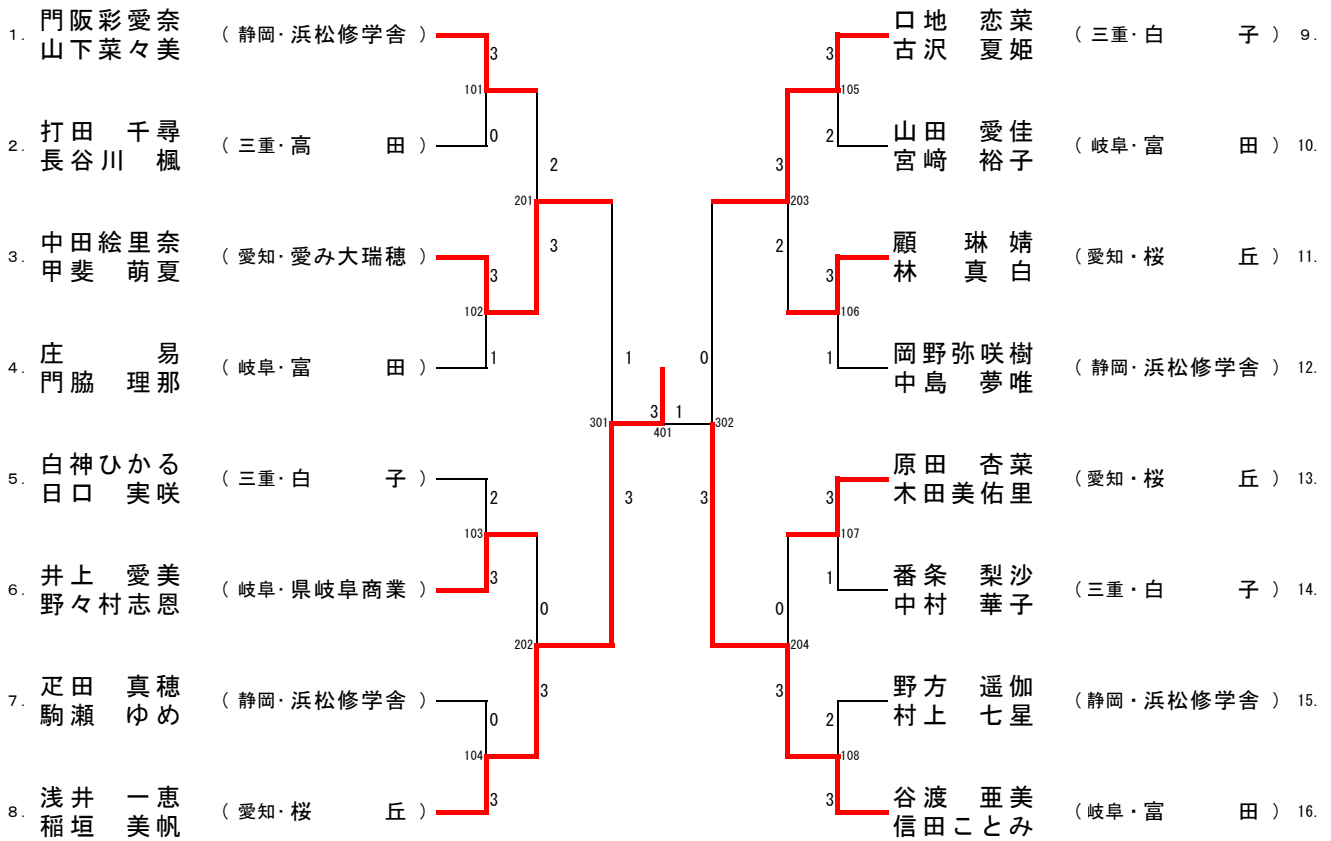 1. 門阪彩愛奈 山下菜々美 （静岡・浜松修学舎）
3
101
0
2. 打田 千尋 長谷川 楓 （三重・高 田）
2
201
3
3. 中田絵里奈 甲斐 萌夏 （愛知・愛み大瑞穂）
3
102
1
4. 庄 易 門脇 理那 （岐阜・富 田）
1
301
3
5. 白神ひかる 日口 実咲 （三重・白 子）
2
103
3
6. 井上 愛美 野々村志恩 （岐阜・県岐阜商業）
0
202
3
7. 疋田 真穂 駒瀬 ゆめ （静岡・浜松修学舎）
0
104
3
8. 浅井 一恵 稲垣 美帆 （愛知・桜 丘）
3 1
401
口地 恋菜 古沢 夏姫 （三重・白 子） 9.
3
105
2
山田 愛佳 宮﨑 裕子 （岐阜・富 田） 10.
3
203
2
顧 琳婧 林 真白 （愛知・桜 丘） 11.
3
106
1
岡野弥咲樹 中島 夢唯 （静岡・浜松修学舎） 12.
0
302
3
原田 杏菜 木田美佑里 （愛知・桜 丘） 13.
3
107
1
番条 梨沙 中村 華子 （三重・白 子） 14.
0
204
3
野方 遥伽 村上 七星 （静岡・浜松修学舎） 15.
2
108
3
谷渡 亜美 信田ことみ （岐阜・富 田） 16.